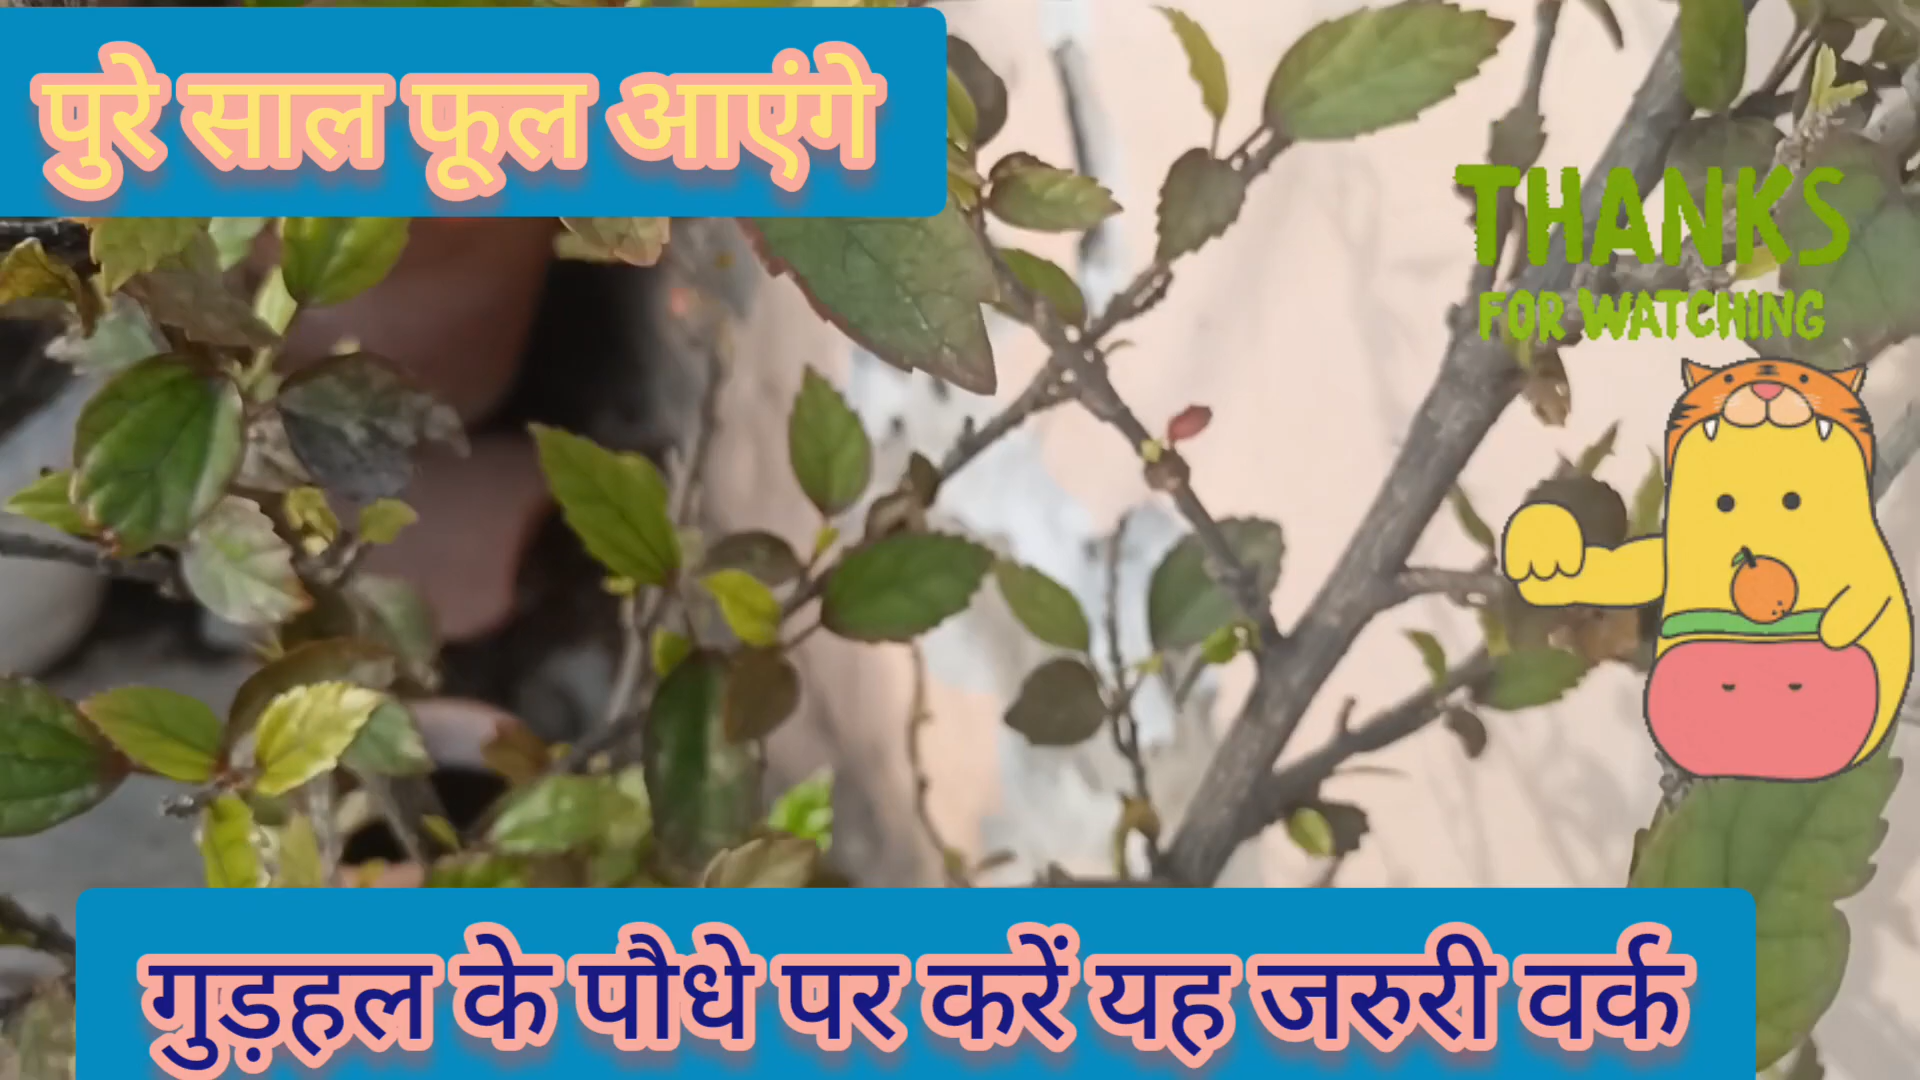 पुरे साल फूल आएंगे
THANKS
FOR WATCHING
गुड़हल के पौधे पर करें यह जरुरी वर्क